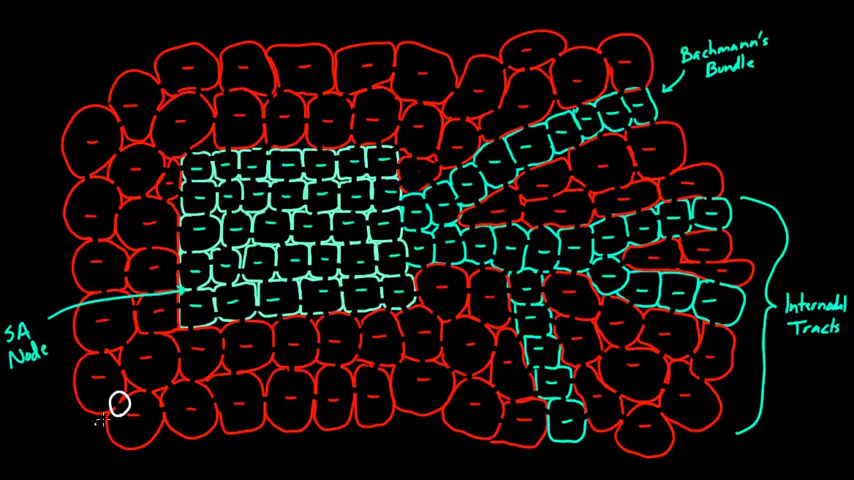 Bachmann's
Bundle
SA
Node
Internodal
Tracts